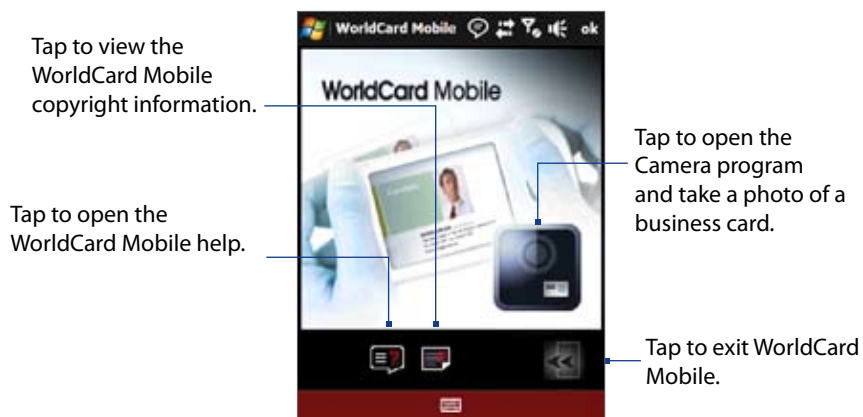 Tap to view the
WorldCard Mobile
copyright information.
Tap to open the
WorldCard Mobile help.
WorldCard Mobile
ok
WorldCard Mobile
Tap to open the
Camera program
and take a photo of a
business card.
Tap to exit WorldCard
Mobile.